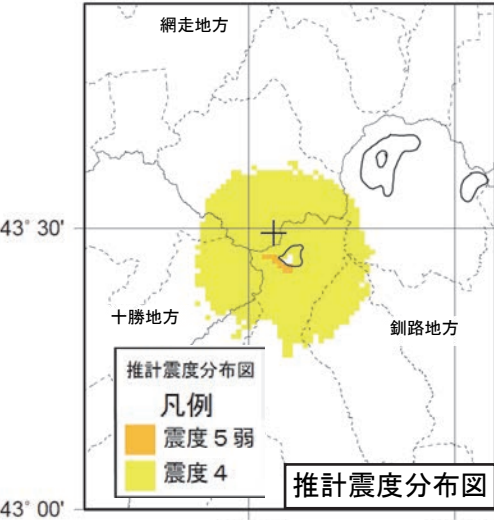 網走地方
43° 30'
十勝地方
釧路地方
推計震度分布図
凡例
震度5弱
震度4
推計震度分布図
43° 00'